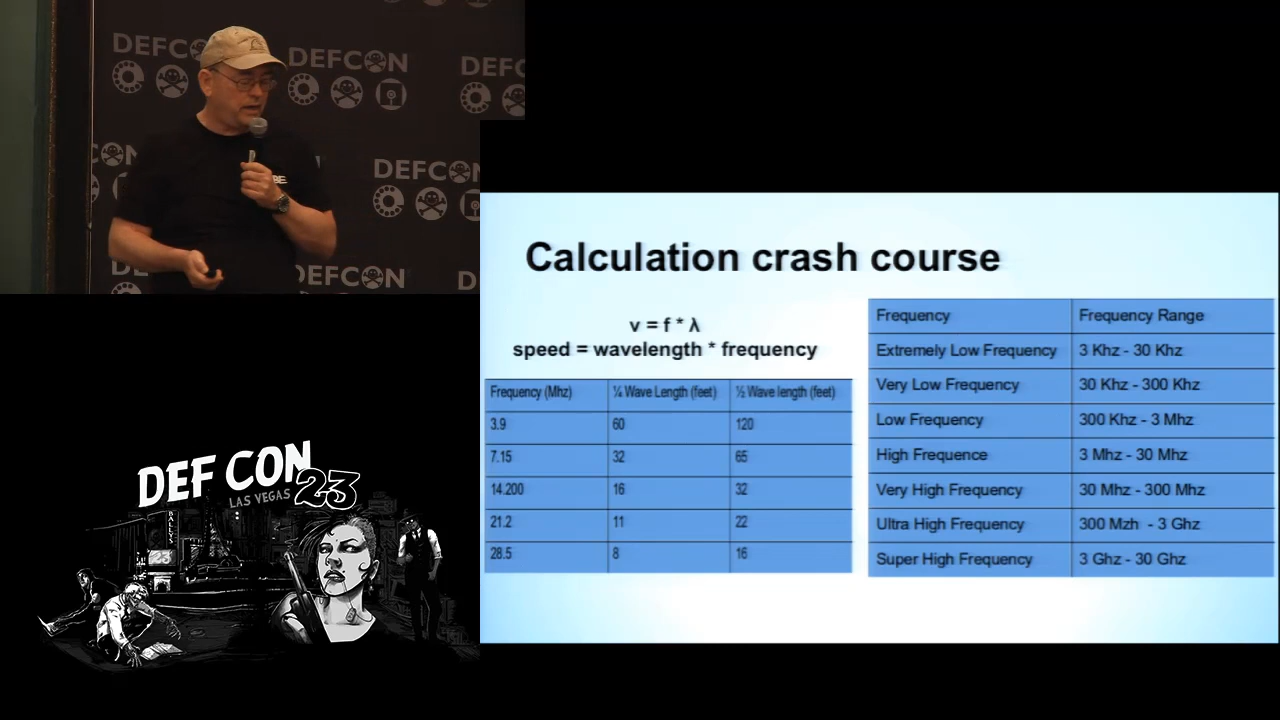 DEFCON
DEFCON
DEFC
CON
DEFCON
DEFCON
D
Calculation crash course
v = f * λ
speed = wavelength * frequency
Frequency (Mhz) ¼ Wave Length (feet) ½ Wave length (feet)
3.9 60 120
7.15 32 65
14.200 16 32
21.2 11 22
28.5 8 16
Frequency Frequency Range
Extremely Low Frequency 3 Khz - 30 Khz
Very Low Frequency 30 Khz - 300 Khz
Low Frequency 300 Khz - 3 Mhz
High Frequence 3 Mhz - 30 Mhz
Very High Frequency 30 Mhz - 300 Mhz
Ultra High Frequency 300 Mzh - 3 Ghz
Super High Frequency 3 Ghz - 30 Ghz
DEF CON
LAS VEGAS 23
BALLY'S